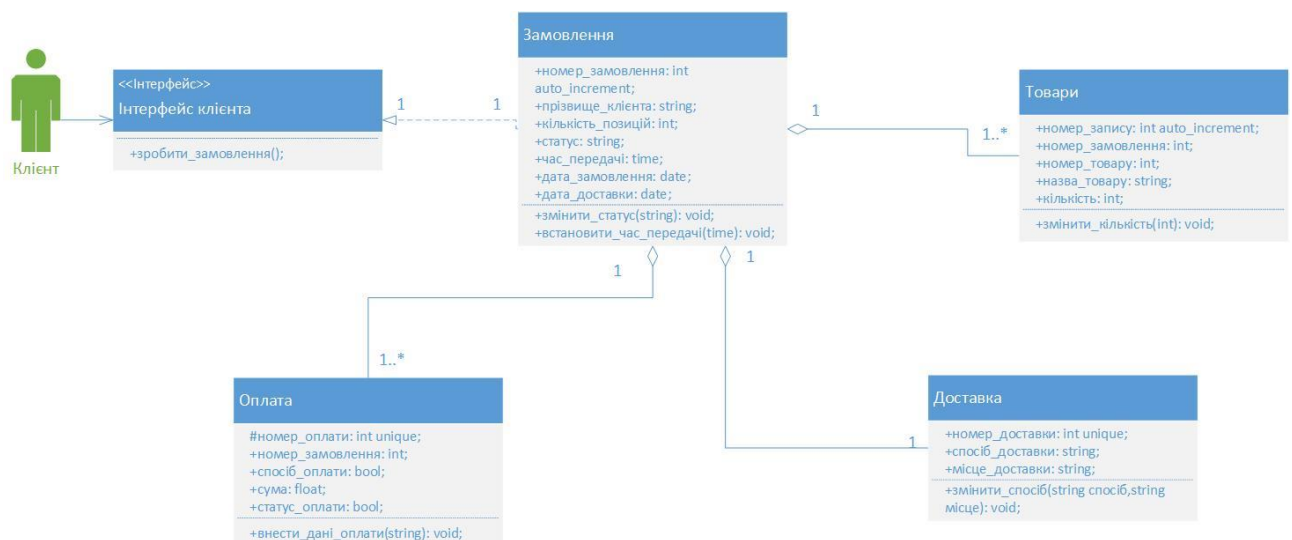 Клієнт
<<Інтерфейс>>
Інтерфейс клієнта
+зробити_замовлення();
1
1
Замовлення
+номер_замовлення: int
auto_increment;
+прізвище_клієнта: string;
+кількість_позицій: int;
+статус: string;
+час_передачі: time;
+дата_замовлення: date;
+дата_доставки: date;
+змінити_статус(string): void;
+встановити_час_передачі(time): void;
1
1..*
Товари
+номер_запису: int auto_increment;
+номер_замовлення: int;
+номер_товару: int;
+назва_товару: string;
+кількість: int;
+змінити_кількість(int): void;
1
1
1..*
Оплата
#номер_оплати: int unique;
+номер_замовлення: int;
+спосіб_оплати: bool;
+сума: float;
+статус_оплати: bool;
+внести_дані_оплати(string): void;
1
Доставка
+номер_доставки: int unique;
+спосіб_доставки: string;
+місце_доставки: string;
+змінити_спосіб(string спосіб,string
місце): void;